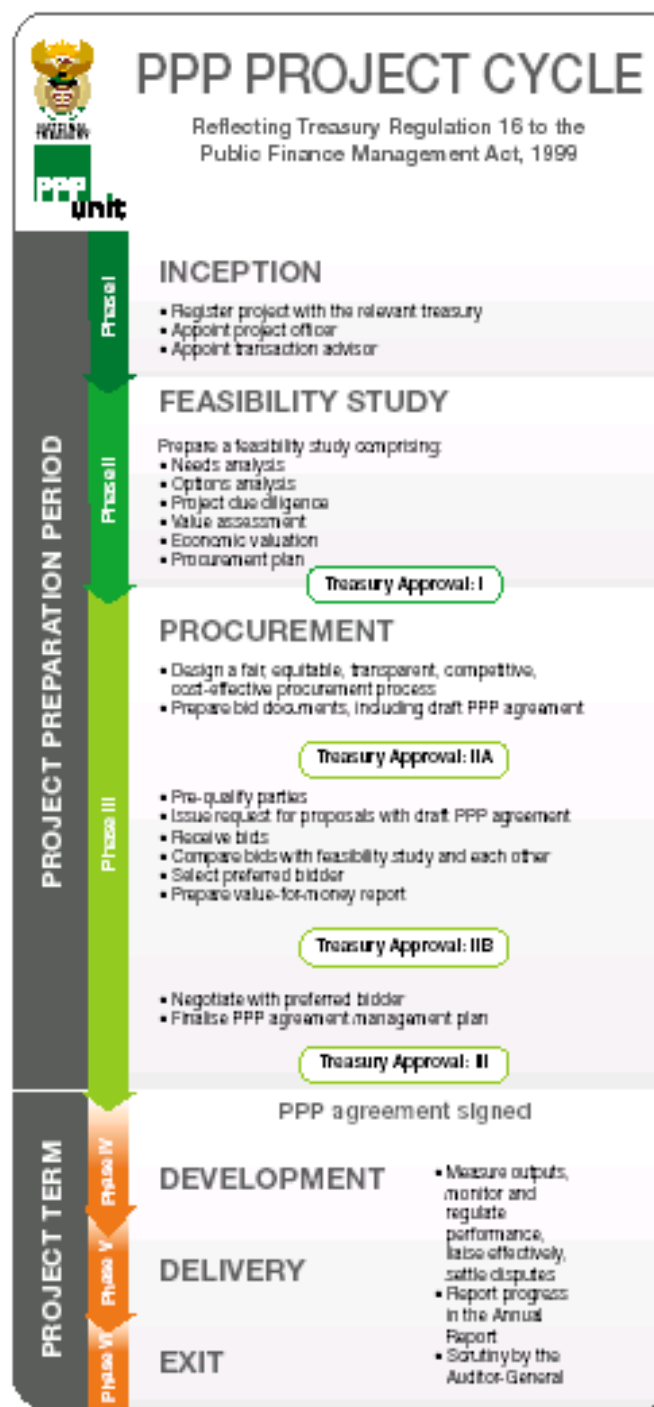 PPP PROJECT CYCLE
Reflecting Treasury Regulation 16 to the
Public Finance Management Act, 1999
TREASURY
PPP
unit
PROJECT PREPARATION PERIOD
Phase I
INCEPTION
• Register project with the relevant treasury
• Appoint project officer
• Appoint transaction advisor
Phase II
FEASIBILITY STUDY
Prepare a feasibility study comprising:
• Needs analysis
• Options analysis
• Project due diligence
• Value assessment
• Economic valuation
• Procurement plan
Treasury Approval: I
Phase III
PROCUREMENT
• Design a fair, equitable, transparent, competitive,
cost-effective procurement process
• Prepare bid documents, including draft PPP agreement
Treasury Approval: IIA
• Pre-qualify parties
• Issue request for proposals with draft PPP agreement
• Receive bids
• Compare bids with feasibility study and each other
• Select preferred bidder
• Prepare value-for-money report
Treasury Approval: IIB
• Negotiate with preferred bidder
• Finalise PPP agreement management plan
Treasury Approval: III
PPP agreement signed
PROJECT TERM
Phase IV
DEVELOPMENT
Phase V
DELIVERY
Phase VI
EXIT
• Measure outputs,
monitor and
regulate
performance,
liaise effectively,
settle disputes
• Report progress
in the Annual
Report
• Scrutiny by the
Auditor-General